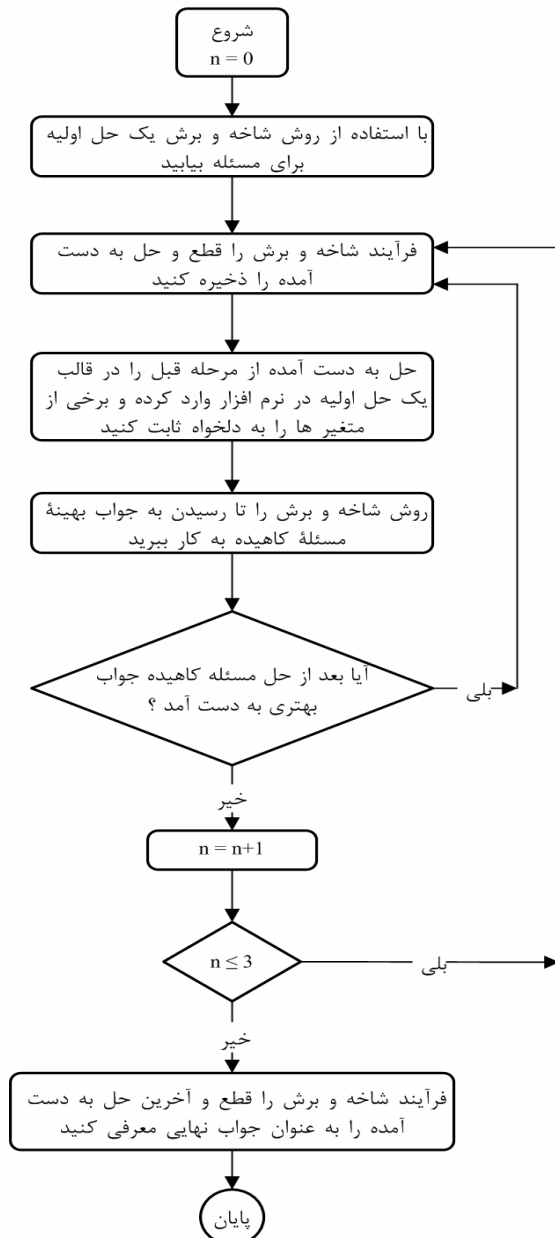 شروع
n = 0
با استفاده از روش شاخه و برش یک حل اولیه
برای مسئله بیابید
فرآیند شاخه و برش را قطع و حل به دست
آمده را ذخیره کنید
حل به دست آمده از مرحله قبل را در قالب
یک حل اولیه در نرم افزار وارد کرده و برخی از
متغیر ها را به دلخواه ثابت کنید
روش شاخه و برش را تا رسیدن به جواب بهینۀ
مسئلۀ کاهیده به کار ببرید
آیا بعد از حل مسئله کاهیده جواب
بهتری به دست آمد ؟
بلی
خیر
n = n+1
n ≤ 3
بلی
خیر
فرآیند شاخه و برش را قطع و آخرین حل به دست
آمده را به عنوان جواب نهایی معرفی کنید
پایان